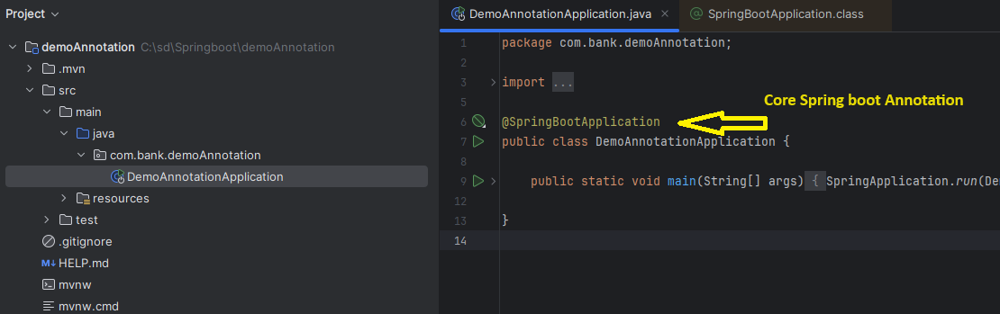 Project
demoAnnotation C:\sd\Springboot\demoAnnotation
.mvn
src
main
java
com.bank.demoAnnotation
DemoAnnotationApplication
resources
test
.gitignore
M↓ HELP.md
mvnw
mvnw.cmd
DemoAnnotationApplication.java
@ SpringBootApplication.class
1 package com.bank.demoAnnotation;
2
3 import ...
5
Core Spring boot Annotation
6 @SpringBootApplication
7 public class DemoAnnotationApplication {
8
9 public static void main(String[] args) { SpringApplication.run(De
12
13 }
14